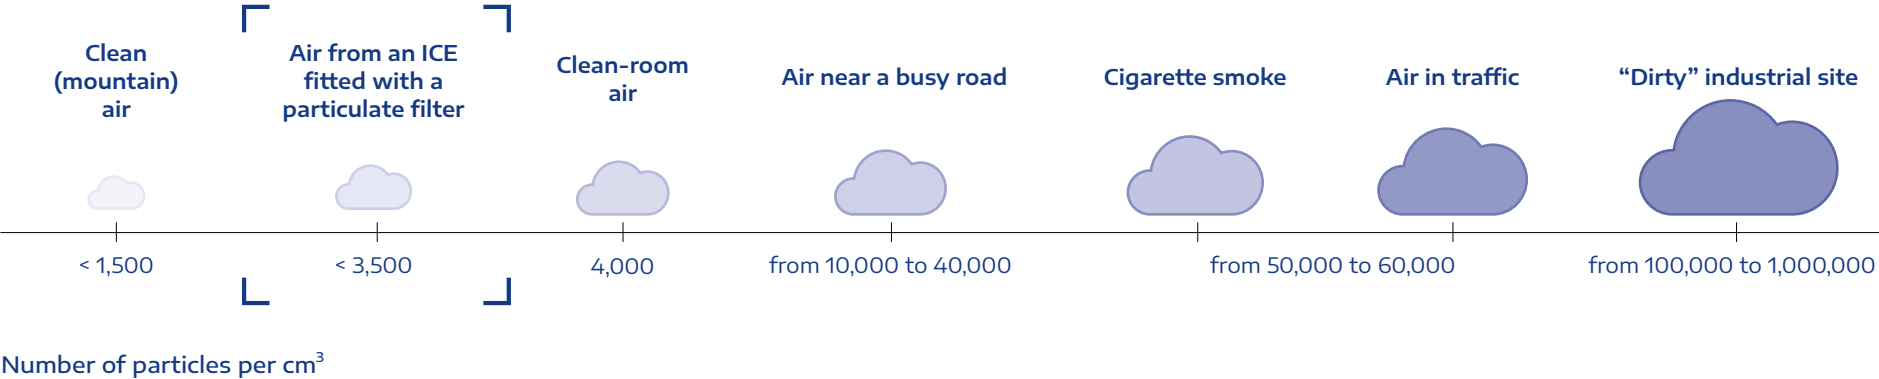 Clean
(mountain)
air
Air from an ICE
fitted with a
particulate filter
Clean-room
air
Air near a busy road
Cigarette smoke
Air in traffic
“Dirty” industrial site
< 1,500
< 3,500
4,000
from 10,000 to 40,000
from 50,000 to 60,000
from 100,000 to 1,000,000
Number of particles per cm³